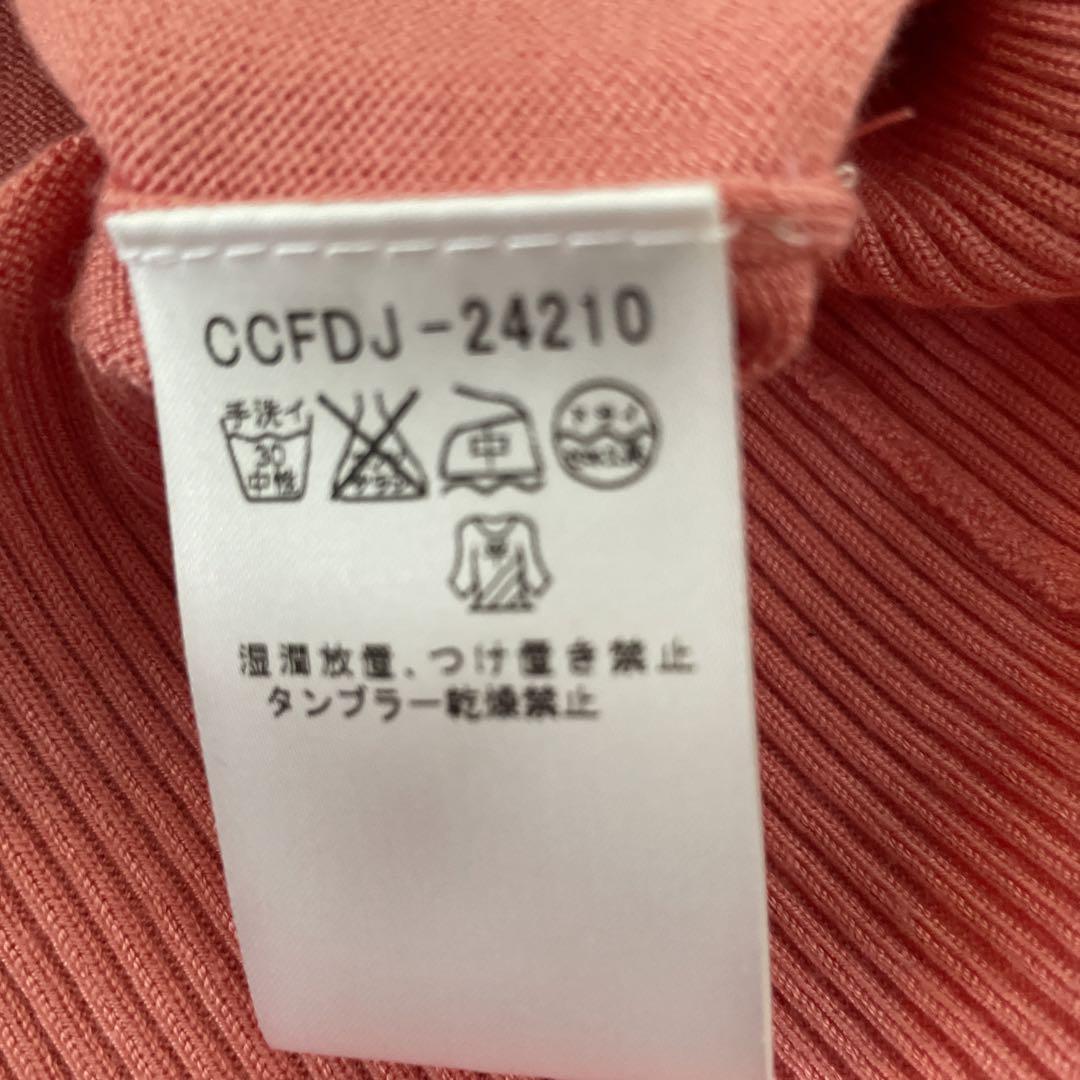 CCFDJ-24210
手洗イ
30
中性
中
湿潤放置、つけ置き禁止
タンブラー乾燥禁止